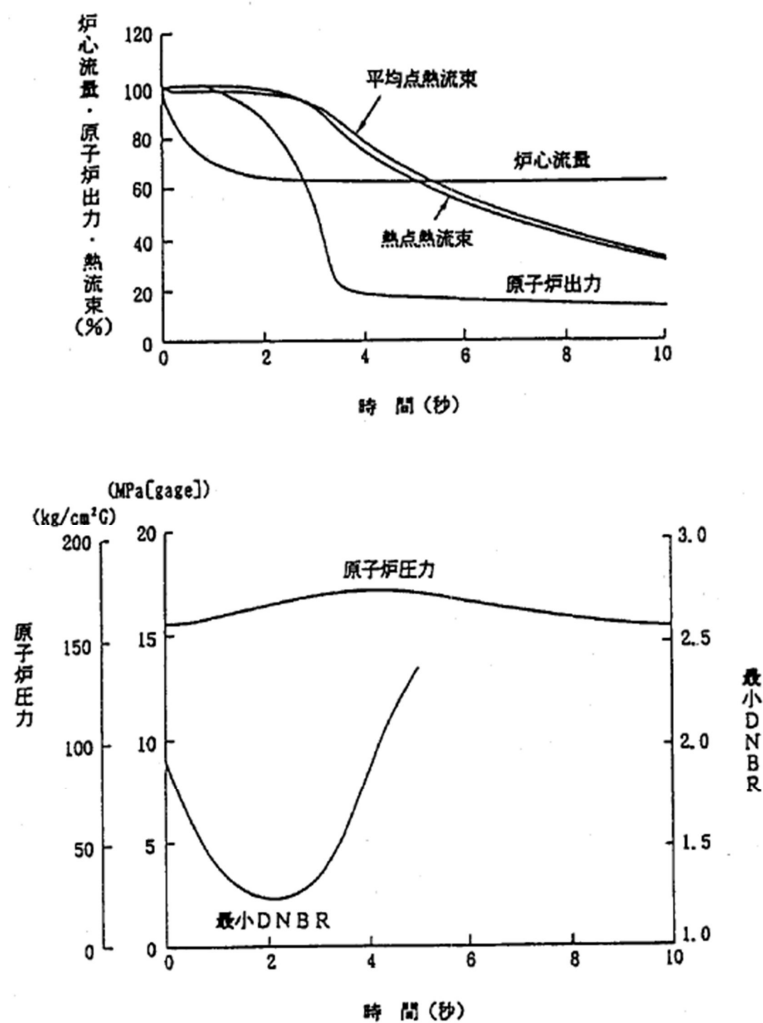 炉心流量・原子炉出力・熱流束(%)
120
100
80
60
40
20
0
平均点熱流束
炉心流量
熱点熱流束
原子炉出力
0 2 4 6 8 10
時 間(秒)
(MPa[gage])
(kg/cm²G)
原子炉圧力
200
150
100
50
0
20
15
10
5
0
原子炉圧力
最小DNBR
3.0
2.5
2.0
1.5
1.0
最小DNBR
0 2 4 6 8 10
時 間(秒)